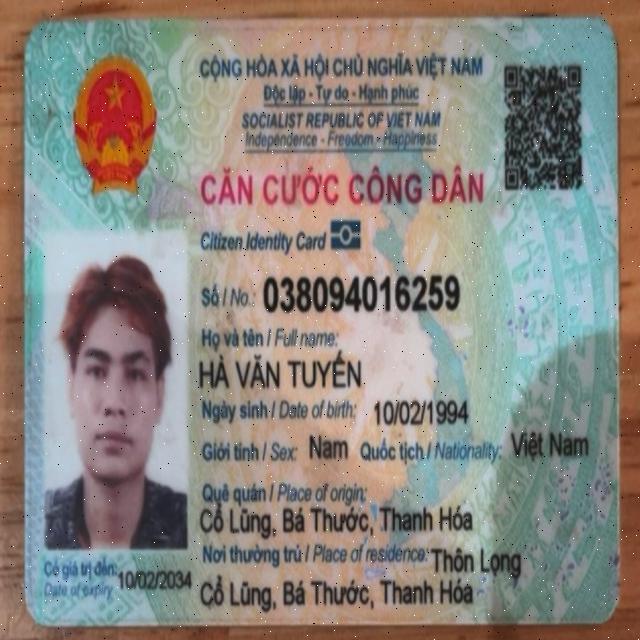 CỘNG HÒA XÃ HỘI CHỦ NGHĨA VIỆT NAM
Độc lập - Tự do - Hạnh phúc
SOCIALIST REPUBLIC OF VIET NAM
Independence - Freedom - Happiness
CĂN CƯỚC CÔNG DÂN
Citizen Identity Card
Số / No.: 038094016259
Họ và tên / Full name:
HÀ VĂN TUYẾN
Ngày sinh / Date of birth: 10/02/1994
Giới tính / Sex: Nam Quốc tịch / Nationality: Việt Nam
Quê quán / Place of origin:
Cổ Lũng, Bá Thước, Thanh Hóa
Nơi thường trú / Place of residence: Thôn Lọng
Cổ Lũng, Bá Thước, Thanh Hóa
Có giá trị đến: 10/02/2034
Date of expiry